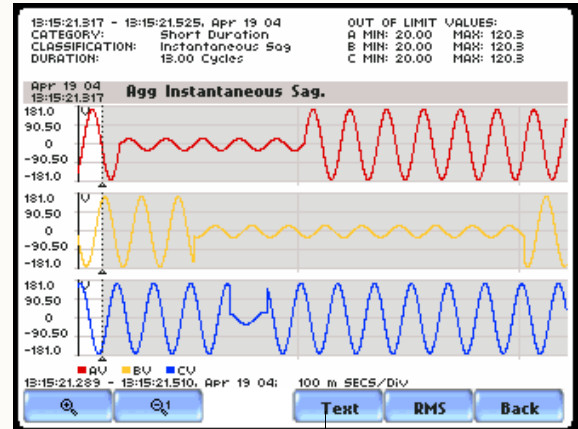 13:15:21.317 - 13:15:21.525, Apr 19 04
CATEGORY: Short Duration
CLASSIFICATION: Instantaneous Sag
DURATION: 13.00 Cycles
OUT OF LIMIT VALUES:
A MIN: 20.00 MAX: 120.3
B MIN: 20.00 MAX: 120.3
C MIN: 20.00 MAX: 120.3
Apr 19 04
13:15:21.317
Agg Instantaneous Sag.
181.0
90.50
0
-90.50
-181.0
V
181.0
90.50
0
-90.50
-181.0
V
181.0
90.50
0
-90.50
-181.0
V
AV BV CV
13:15:21.289 - 13:15:21.510, Apr 19 04; 100 m SECS/Div
1
Text RMS Back